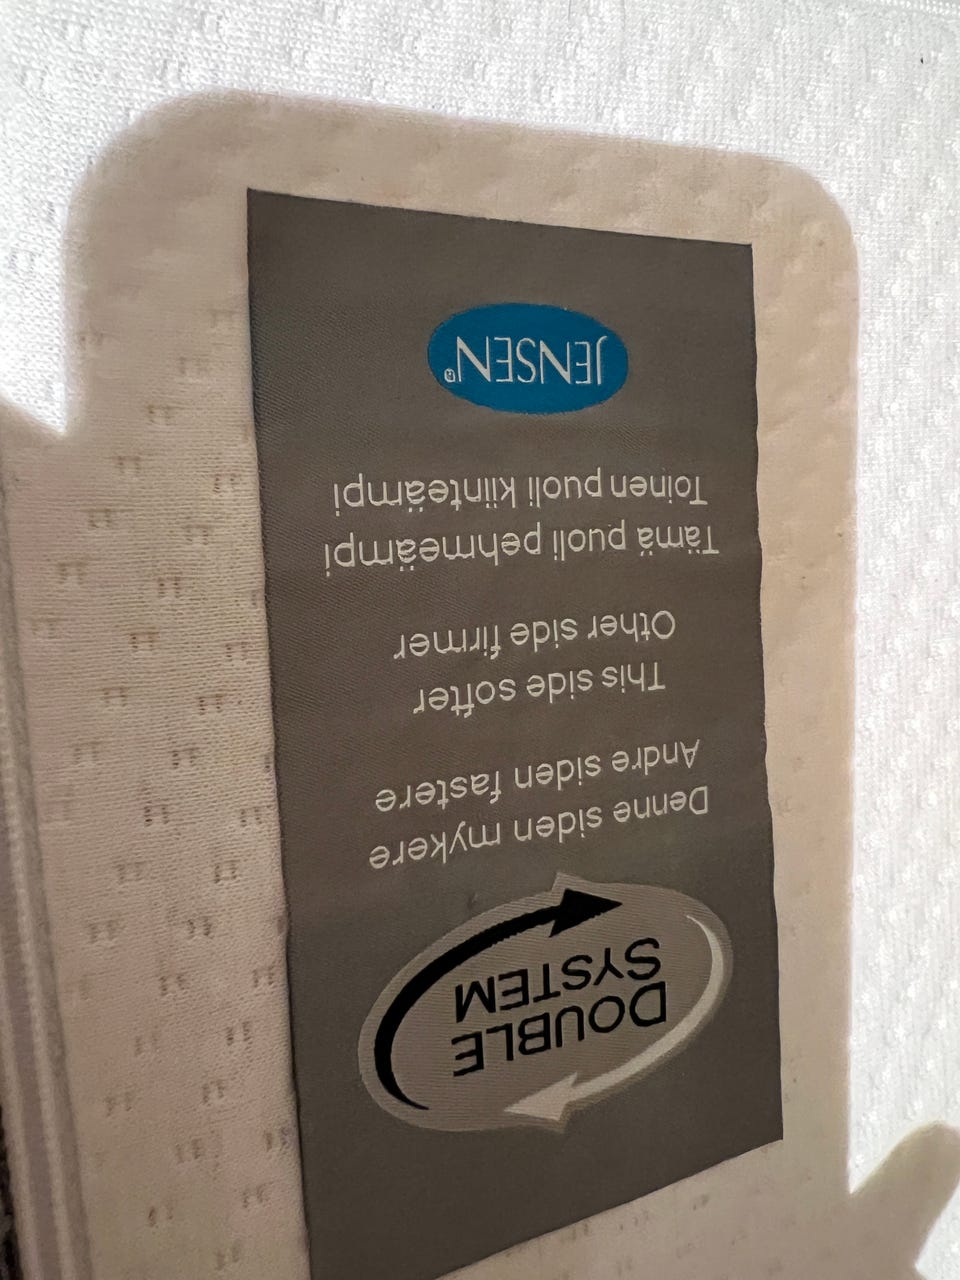 DOUBLE
SYSTEM
Denne siden mykere
Andre siden fastere
This side softer
Other side firmer
Tämä puoli pehmeämpi
Toinen puoli kiinteämpi
JENSEN®